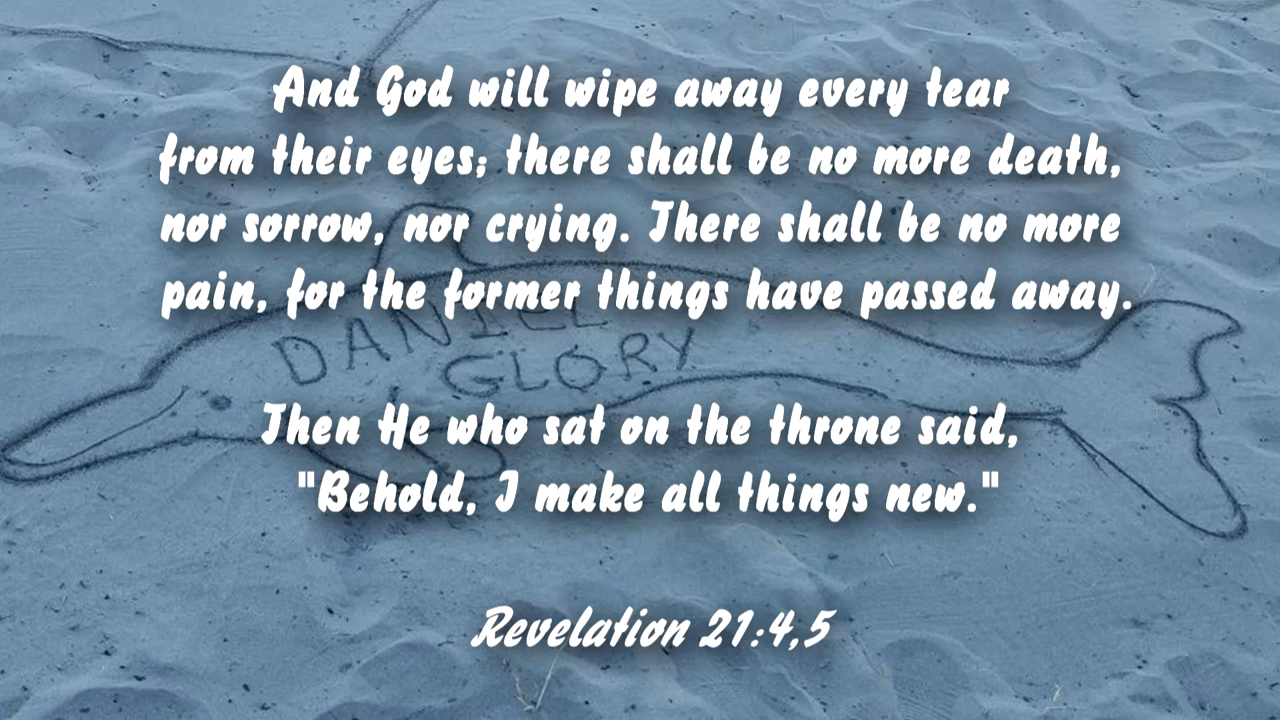 And God will wipe away every tear
from their eyes; there shall be no more death,
nor sorrow, nor crying. There shall be no more
pain, for the former things have passed away.
DANIEL
GLORY
Then He who sat on the throne said,
"Behold, I make all things new."
Revelation 21:4,5